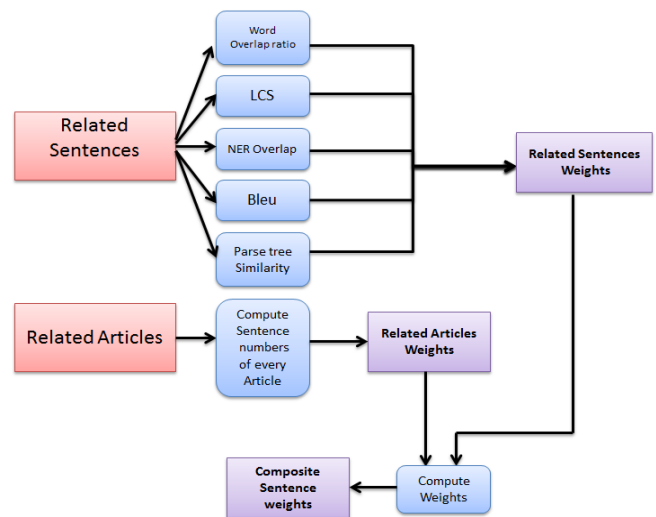 Word
Overlap ratio
LCS
Related
Sentences
NER Overlap
Related Sentences
Weights
Bleu
Parse tree
Similarity
Related Articles
Compute
Sentence
numbers
of every
Article
Related Articles
Weights
Composite
Sentence
weights
Compute
Weights